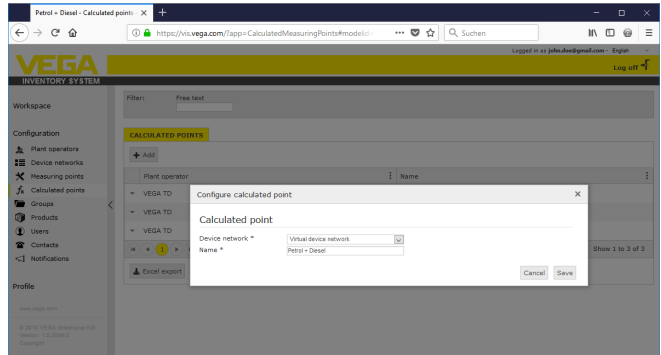 Petrol + Diesel - Calculated points -
https://vis.vega.com/?app=CalculatedMeasuringPoints#modelid=
Suchen
Logged in as john.doe@gmail.com - English
VEGA
Log off
INVENTORY SYSTEM
Workspace
Filter: Free text
Configuration
CALCULATED POINTS
Plant operators
Device networks
Add
Measuring points
Plant operator Name
Calculated points
VEGA TD
Groups
VEGA TD
Products
VEGA TD
Users
Contacts
1
Show 1 to 3 of 3
Notifications
Excel export
Profile
www.vega.com
Copyright
Configure calculated point
Calculated point
Device network * Virtual device network
Name * Petrol + Diesel
Cancel Save